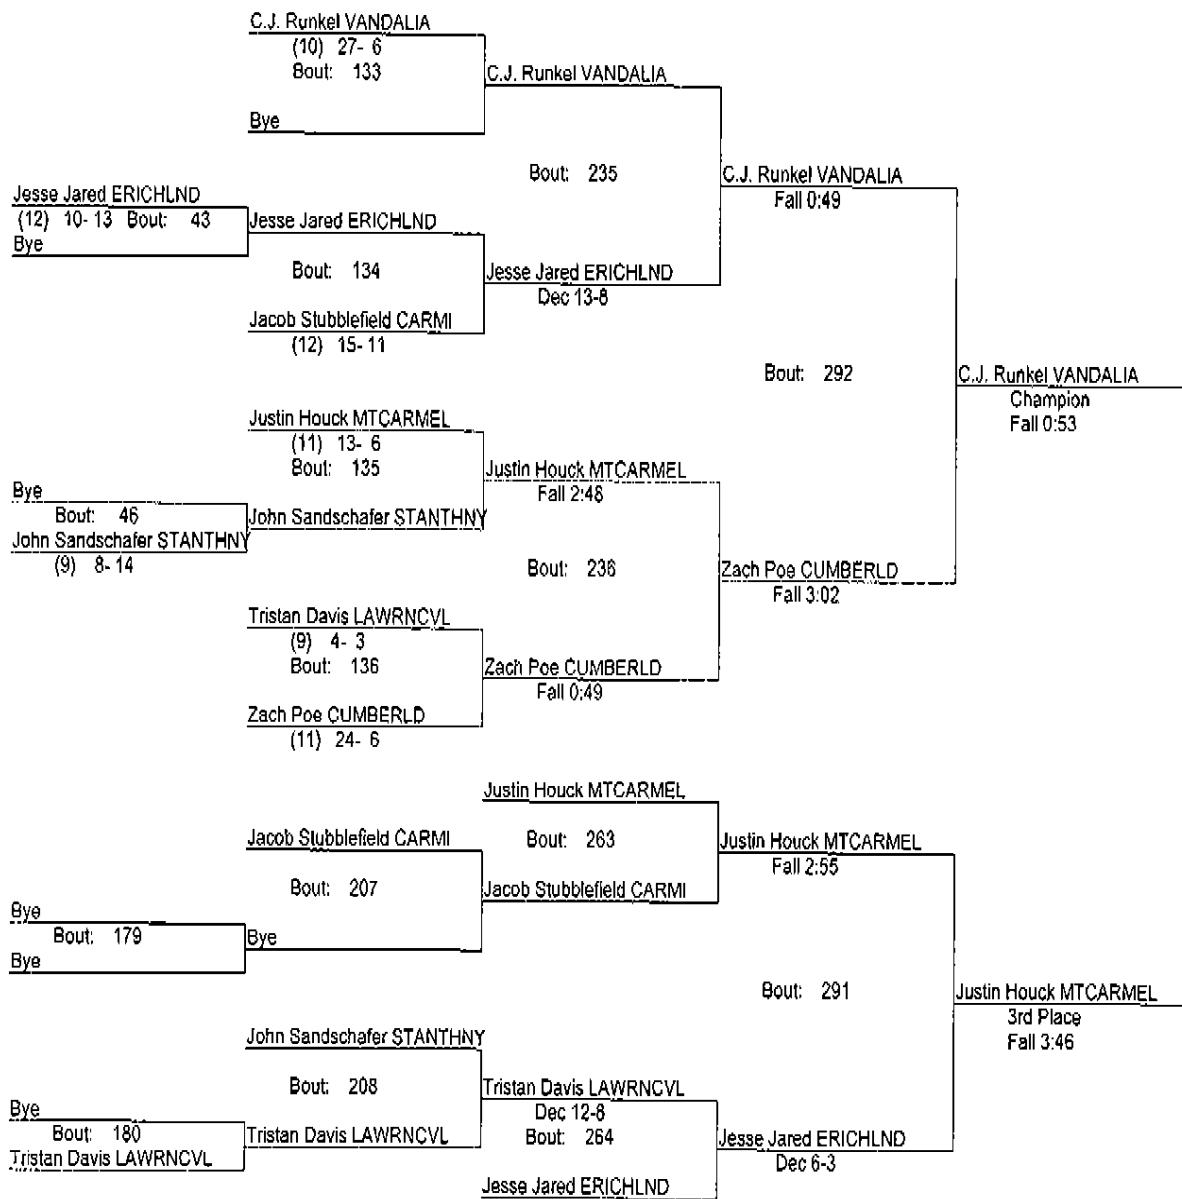 C.J. Runkel VANDALIA
(10) 27- 6
Bout: 133
C.J. Runkel VANDALIA
Bye
Bout: 235
C.J. Runkel VANDALIA
Fall 0:49
Jesse Jared ERICHLND
(12) 10- 13 Bout: 43
Bye
Jesse Jared ERICHLND
Bout: 134
Jesse Jared ERICHLND
Dec 13-8
Jacob Stubblefield CARMI
(12) 15- 11
Bout: 292
C.J. Runkel VANDALIA
Champion
Fall 0:53
Justin Houck MTCARMEL
(11) 13- 6
Bout: 135
Justin Houck MTCARMEL
Fall 2:48
Bye
Bout: 46
John Sandschafer STANTHNY
(9) 8- 14
John Sandschafer STANTHNY
Bout: 236
Zach Poe CUMBERLD
Fall 3:02
Tristan Davis LAWRNCVL
(9) 4- 3
Bout: 136
Zach Poe CUMBERLD
Fall 0:49
Zach Poe CUMBERLD
(11) 24- 6
Justin Houck MTCARMEL
Bout: 263
Justin Houck MTCARMEL
Fall 2:55
Jacob Stubblefield CARMI
Bout: 207
Jacob Stubblefield CARMI
Bye
Bout: 179
Bye
Bye
Bout: 291
Justin Houck MTCARMEL
3rd Place
Fall 3:46
John Sandschafer STANTHNY
Bout: 208
Tristan Davis LAWRNCVL
Dec 12-8
Bout: 264
Bye
Bout: 180
Tristan Davis LAWRNCVL
Tristan Davis LAWRNCVL
Jesse Jared ERICHLND
Dec 6-3
Jesse Jared ERICHLND